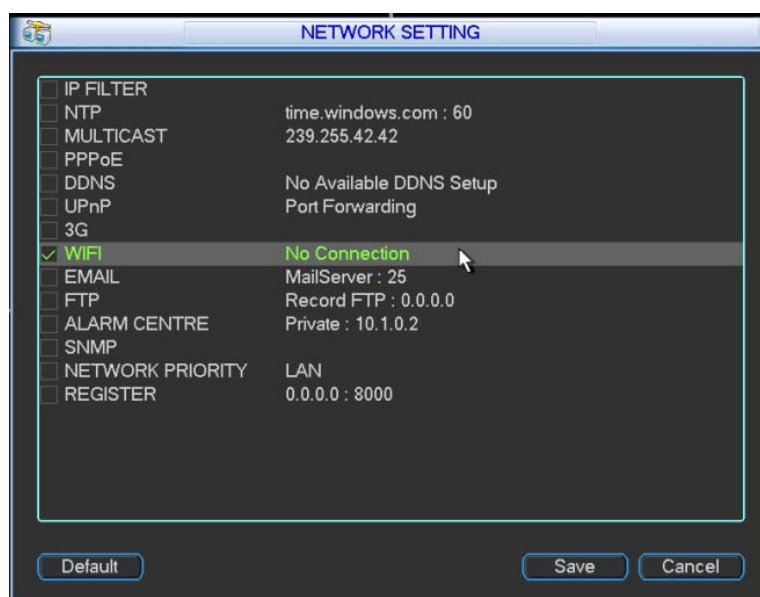 NETWORK SETTING
IP FILTER
NTP time.windows.com : 60
MULTICAST 239.255.42.42
PPPoE
DDNS No Available DDNS Setup
UPnP Port Forwarding
3G
WIFI No Connection
EMAIL MailServer : 25
FTP Record FTP : 0.0.0.0
ALARM CENTRE Private : 10.1.0.2
SNMP
NETWORK PRIORITY LAN
REGISTER 0.0.0.0 : 8000
Default Save Cancel